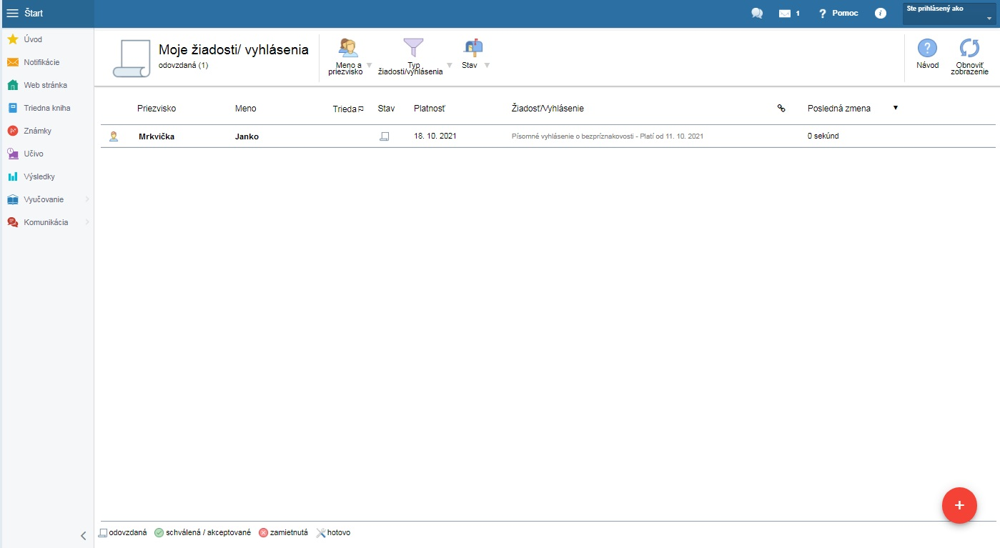 Štart
1
? Pomoc
Ste prihlásený ako
Úvod
Notifikácie
Web stránka
Triedna kniha
Známky
Učivo
Výsledky
Vyučovanie
Komunikácia
Moje žiadosti/ vyhlásenia
odovzdaná (1)
Meno a
priezvisko
Typ
žiadosti/vyhlásenia
Stav
Návod
Obnoviť
zobrazenie
Priezvisko Meno Trieda Stav Platnosť Žiadosť/Vyhlásenie Posledná zmena
Mrkvička Janko 18. 10. 2021 Písomné vyhlásenie o bezpríznakovosti - Platí od 11. 10. 2021 0 sekúnd
odovzdaná schválená / akceptované zamietnutá hotovo